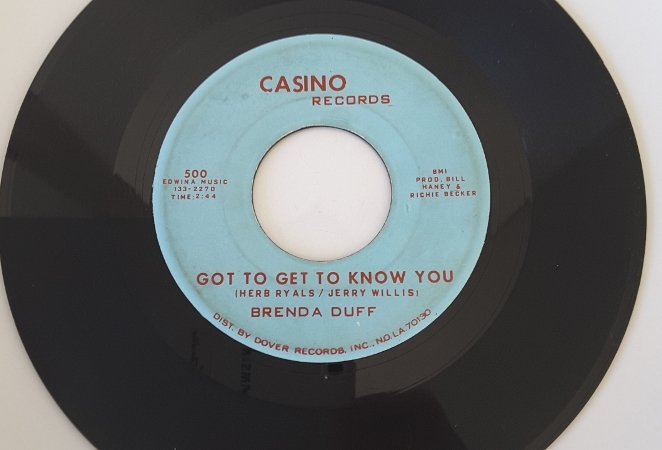 CASINO
RECORDS
500
EDWINA MUSIC
133-2270
TIME: 2:44
BMI
PROD. BILL
HANEY &
RICHIE BECKER
GOT TO GET TO KNOW YOU
(HERB RYALS / JERRY WILLIS)
BRENDA DUFF
DIST. BY DOVER RECORDS, INC., N.O. LA. 70130